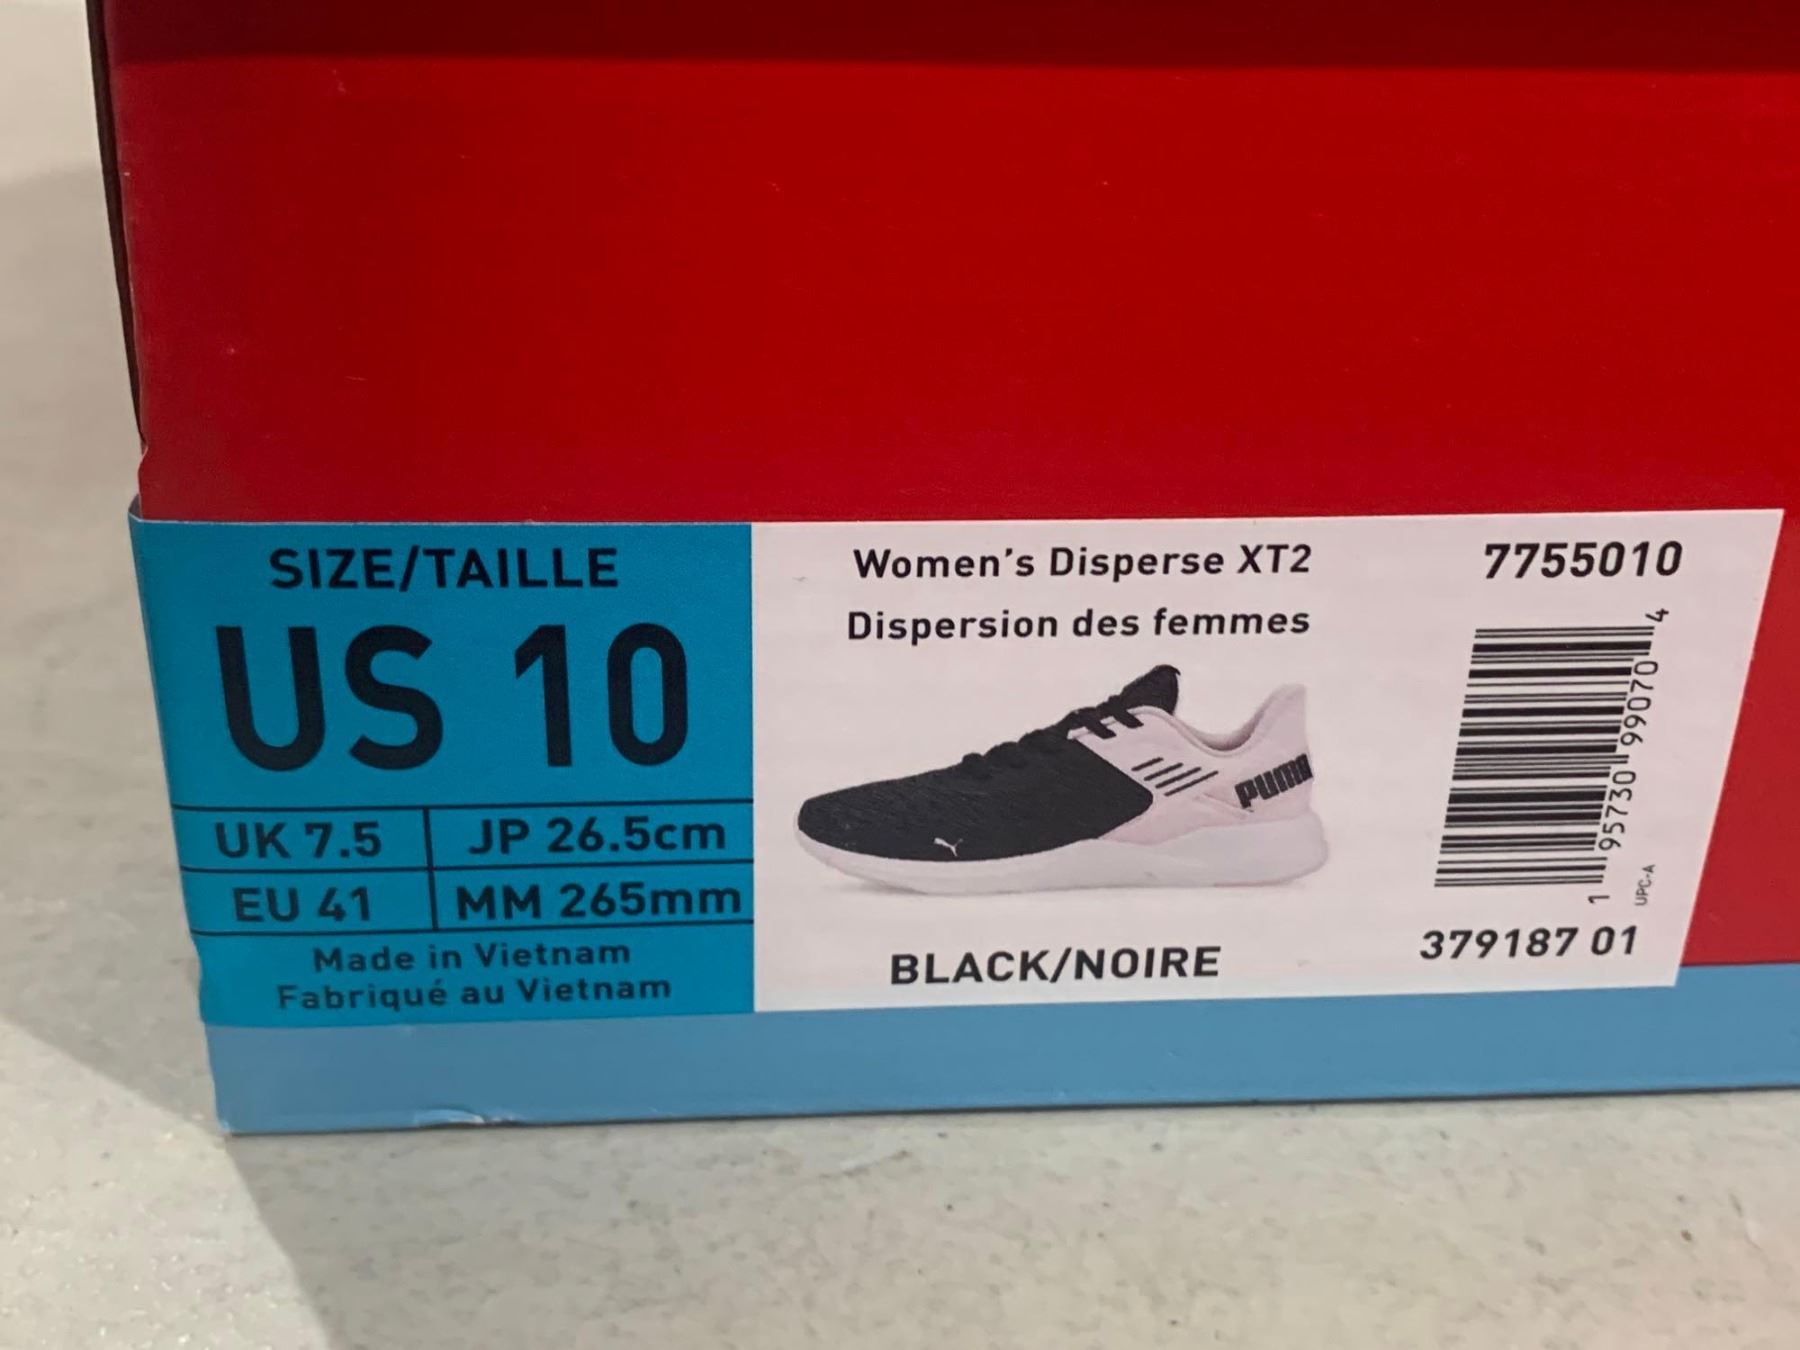 SIZE/TAILLE
US 10
UK 7.5
JP 26.5cm
EU 41
MM 265mm
Made in Vietnam
Fabriqué au Vietnam
Women's Disperse XT2
Dispersion des femmes
PUMA
BLACK/NOIRE
7755010
1 95730 99070 4
UPC-A
379187 01